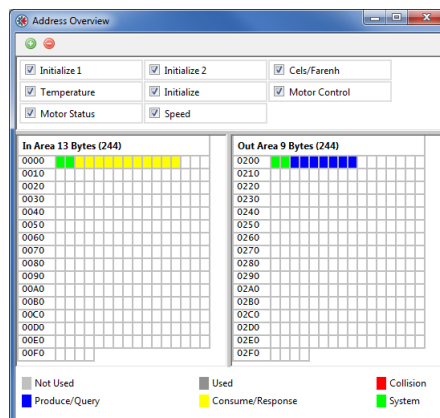 Address Overview
Initialize 1 Initialize 2 Cels/Farenh
Temperature Initialize Motor Control
Motor Status Speed
In Area 13 Bytes (244) Out Area 9 Bytes (244)
0000 0200
0010 0210
0020 0220
0030 0230
0040 0240
0050 0250
0060 0260
0070 0270
0080 0280
0090 0290
00A0 02A0
00B0 02B0
00C0 02C0
00D0 02D0
00E0 02E0
00F0 02F0
Not Used Used Collision
Produce/Query Consume/Response System